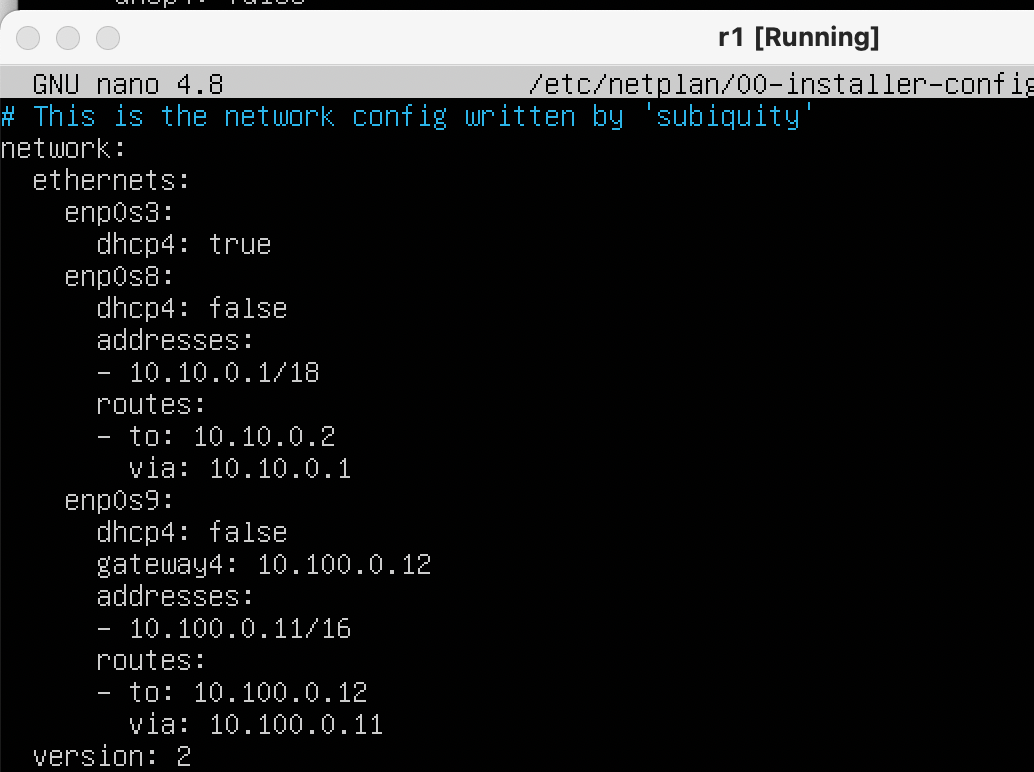 dhcp4: false
r1 [Running]
GNU nano 4.8 /etc/netplan/00-installer-config
# This is the network config written by 'subiquity'
network:
  ethernets:
    enp0s3:
      dhcp4: true
    enp0s8:
      dhcp4: false
      addresses:
      - 10.10.0.1/18
      routes:
      - to: 10.10.0.2
        via: 10.10.0.1
    enp0s9:
      dhcp4: false
      gateway4: 10.100.0.12
      addresses:
      - 10.100.0.11/16
      routes:
      - to: 10.100.0.12
        via: 10.100.0.11
  version: 2